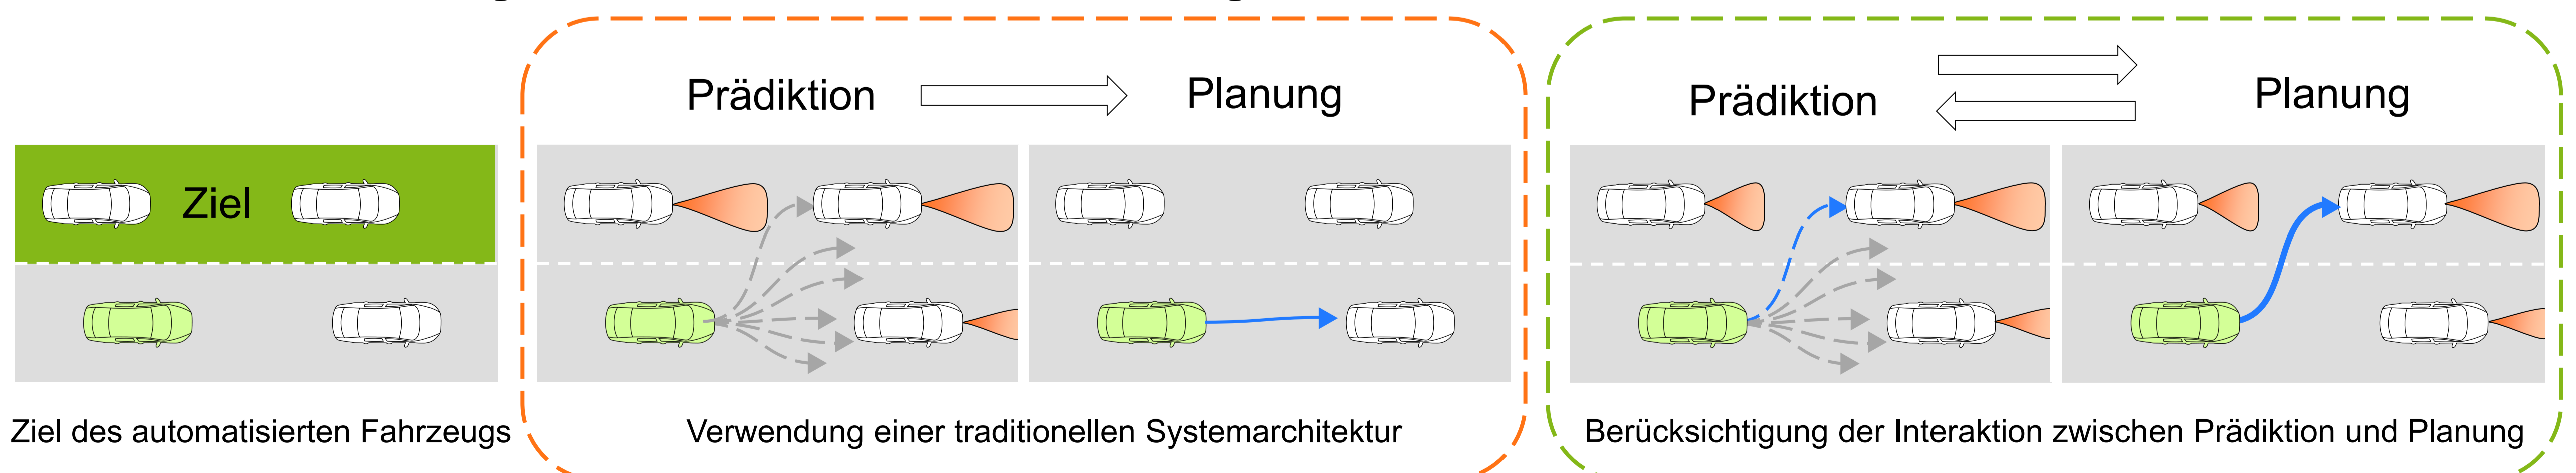 Prädiktion
Planung
Prädiktion
Planung
Ziel
Ziel des automatisierten Fahrzeugs
Verwendung einer traditionellen Systemarchitektur
Berücksichtigung der Interaktion zwischen Prädiktion und Planung